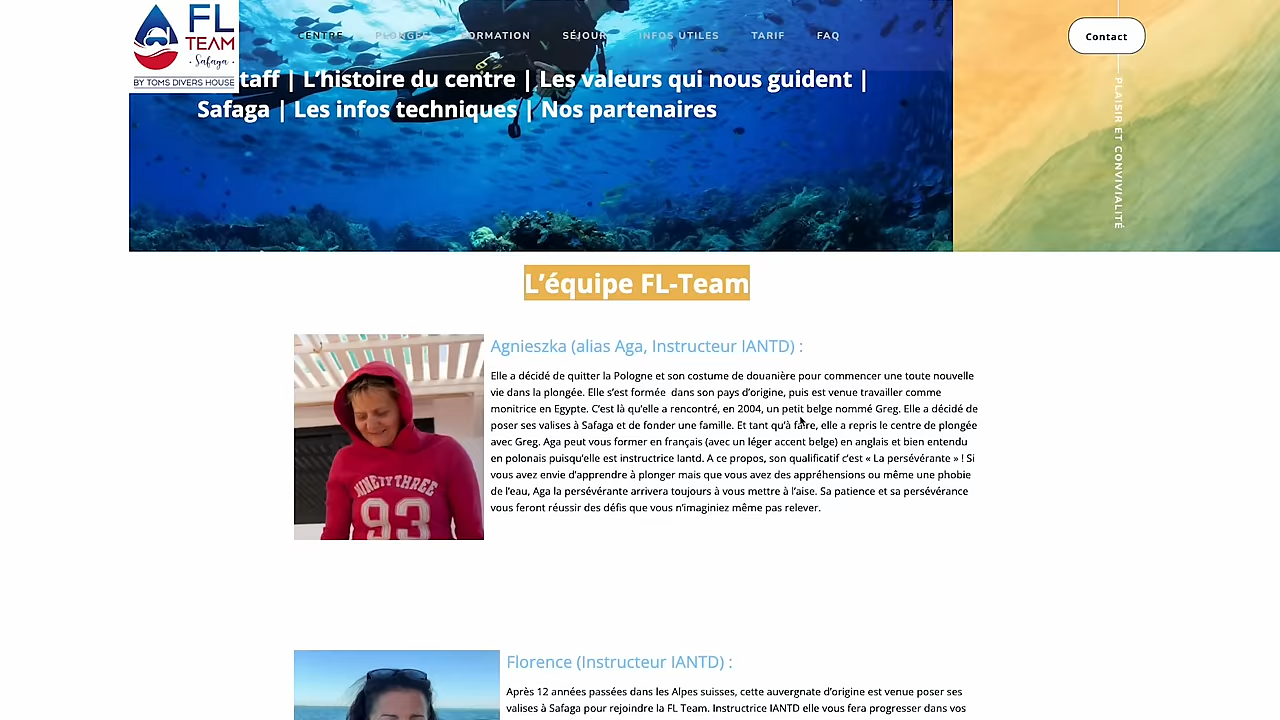 FL
TEAM
Safaga
BY TOMS DIVERS HOUSE
CENTRE PLONGÉE FORMATION SÉJOUR INFOS UTILES TARIF FAQ
Contact
taff | L’histoire du centre | Les valeurs qui nous guident |
Safaga | Les infos techniques | Nos partenaires
PLAISIR ET CONVIVIALITÉ
L’équipe FL-Team
Agnieszka (alias Aga, Instructeur IANTD) :
Elle a décidé de quitter la Pologne et son costume de douanière pour commencer une toute nouvelle
vie dans la plongée. Elle s’est formée dans son pays d’origine, puis est venue travailler comme
monitrice en Egypte. C’est là qu’elle a rencontré, en 2004, un petit belge nommé Greg. Elle a décidé de
poser ses valises à Safaga et de fonder une famille. Et tant qu’à faire, elle a repris le centre de plongée
avec Greg. Aga peut vous former en français (avec un léger accent belge) en anglais et bien entendu
en polonais puisqu’elle est instructrice Iantd. A ce propos, son qualificatif c’est « La persévérante » ! Si
vous avez envie d’apprendre à plonger mais que vous avez des appréhensions ou même une phobie
de l’eau, Aga la persévérante arrivera toujours à vous mettre à l’aise. Sa patience et sa persévérance
vous feront réussir des défis que vous n’imaginiez même pas relever.
NINETY THREE
93
Florence (Instructeur IANTD) :
Après 12 années passées dans les Alpes suisses, cette auvergnate d’origine est venue poser ses
valises à Safaga pour rejoindre la FL Team. Instructrice IANTD elle vous fera progresser dans vos